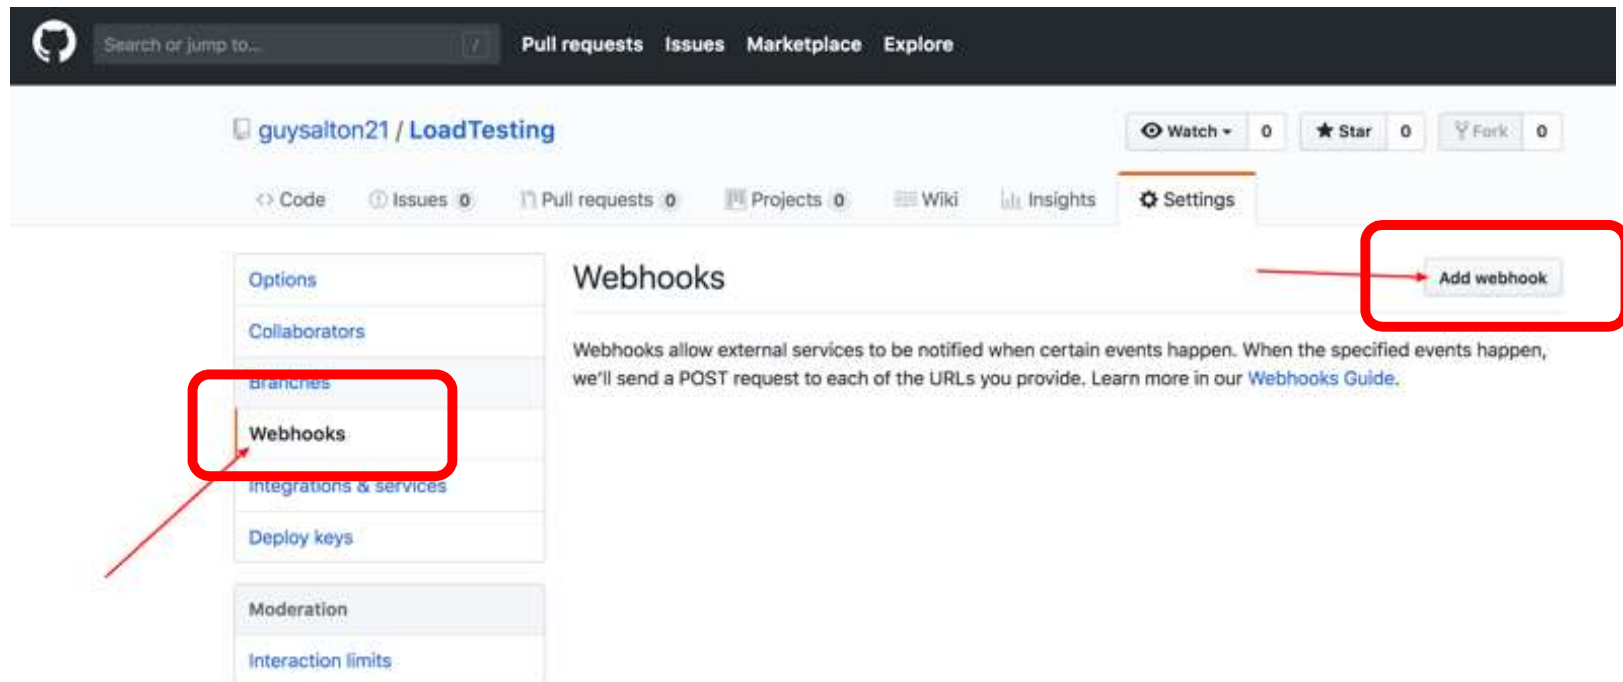 Search or jump to... /
Pull requests Issues Marketplace Explore
guysalton21 / LoadTesting
Watch 0 Star 0 Fork 0
Code Issues 0 Pull requests 0 Projects 0 Wiki Insights Settings
Options
Collaborators
Branches
Webhooks
Integrations & services
Deploy keys
Moderation
Interaction limits
Webhooks
Add webhook
Webhooks allow external services to be notified when certain events happen. When the specified events happen,
we'll send a POST request to each of the URLs you provide. Learn more in our Webhooks Guide.